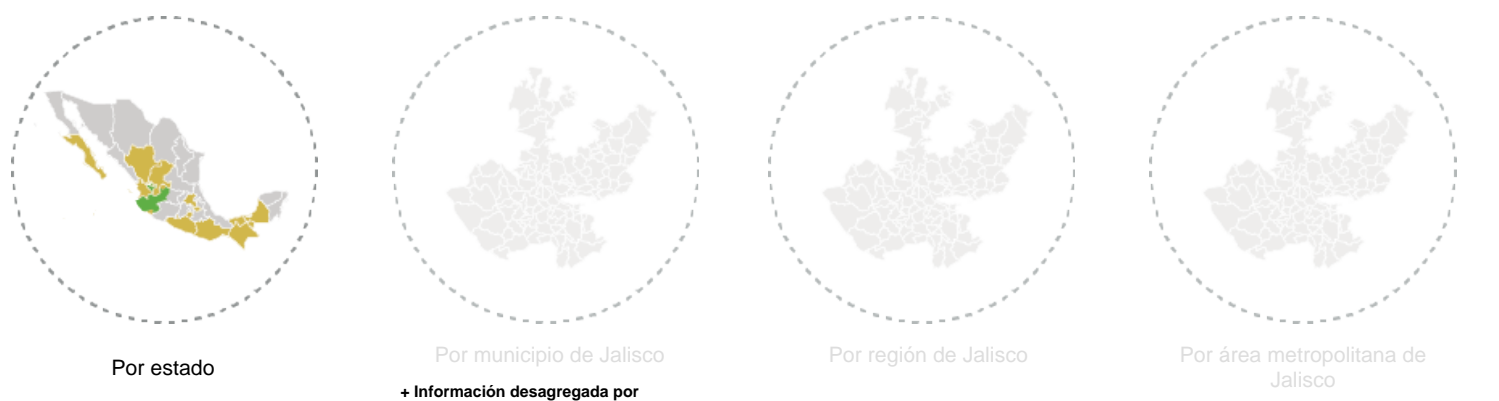 Por estado
Por municipio de Jalisco
Por región de Jalisco
Por área metropolitana de
Jalisco
+ Información desagregada por